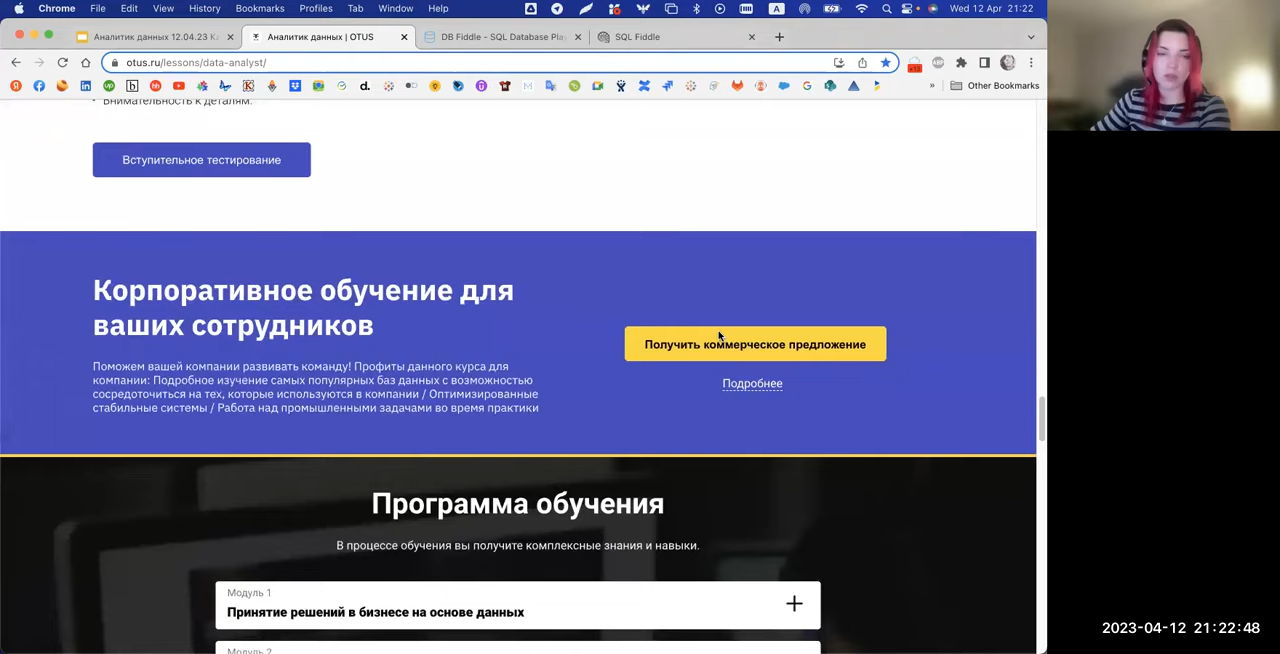 Chrome File Edit View History Bookmarks Profiles Tab Window Help A Wed 12 Apr 21:22
Аналитик данных 12.04.23 Ка
Аналитик данных | OTUS
DB Fiddle - SQL Database Play
SQL Fiddle
otus.ru/lessons/data-analyst/
Other Bookmarks
Внимательность к деталям.
Вступительное тестирование
Корпоративное обучение для
ваших сотрудников
Получить коммерческое предложение
Поможем вашей компании развивать команду! Профиты данного курса для
компании: Подробное изучение самых популярных баз данных с возможностью
сосредоточиться на тех, которые используются в компании / Оптимизированные
стабильные системы / Работа над промышленными задачами во время практики
Подробнее
Программа обучения
В процессе обучения вы получите комплексные знания и навыки.
Модуль 1
Принятие решений в бизнесе на основе данных
Модуль 2
2023-04-12 21:22:48